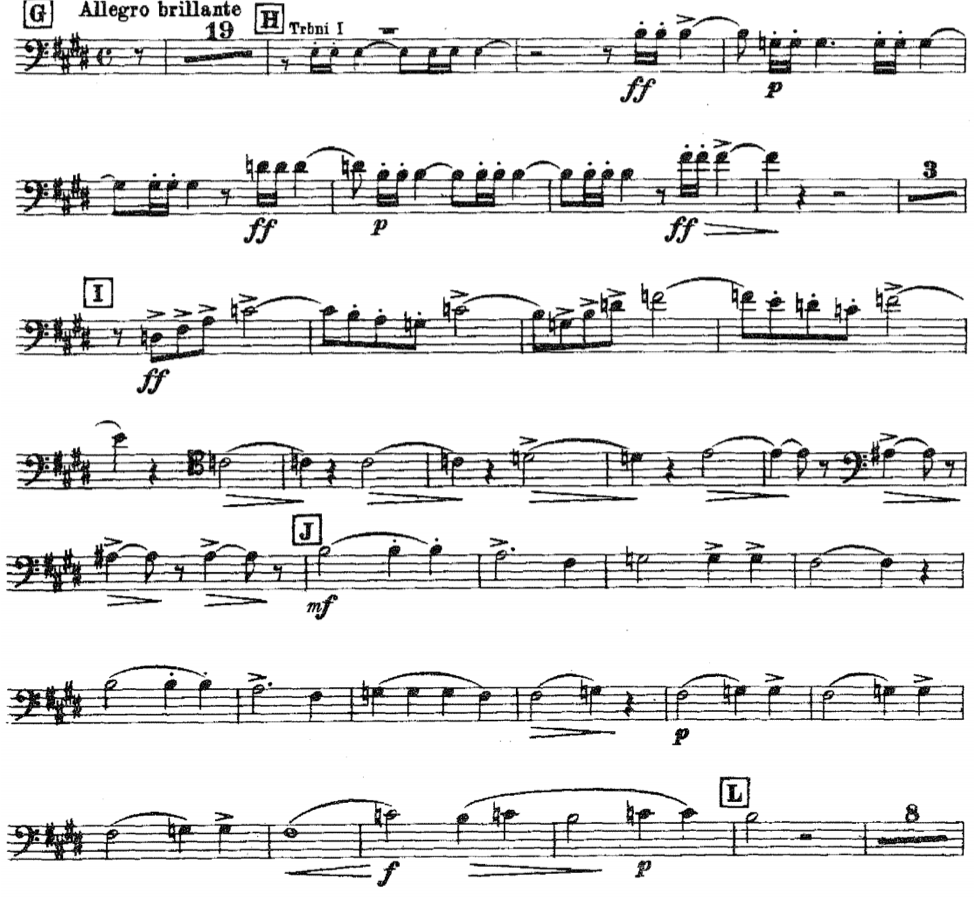 G Allegro brillante
19 H Trbni I
ff p
3
ff p ff
I
ff
J
mf
p
L
8
f p